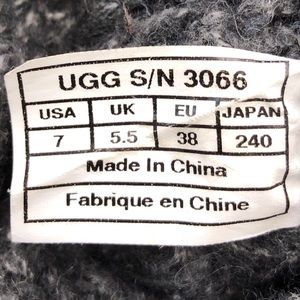 UGG S/N 3066
USA UK EU JAPAN
7 5.5 38 240
Made In China
Fabrique en Chine